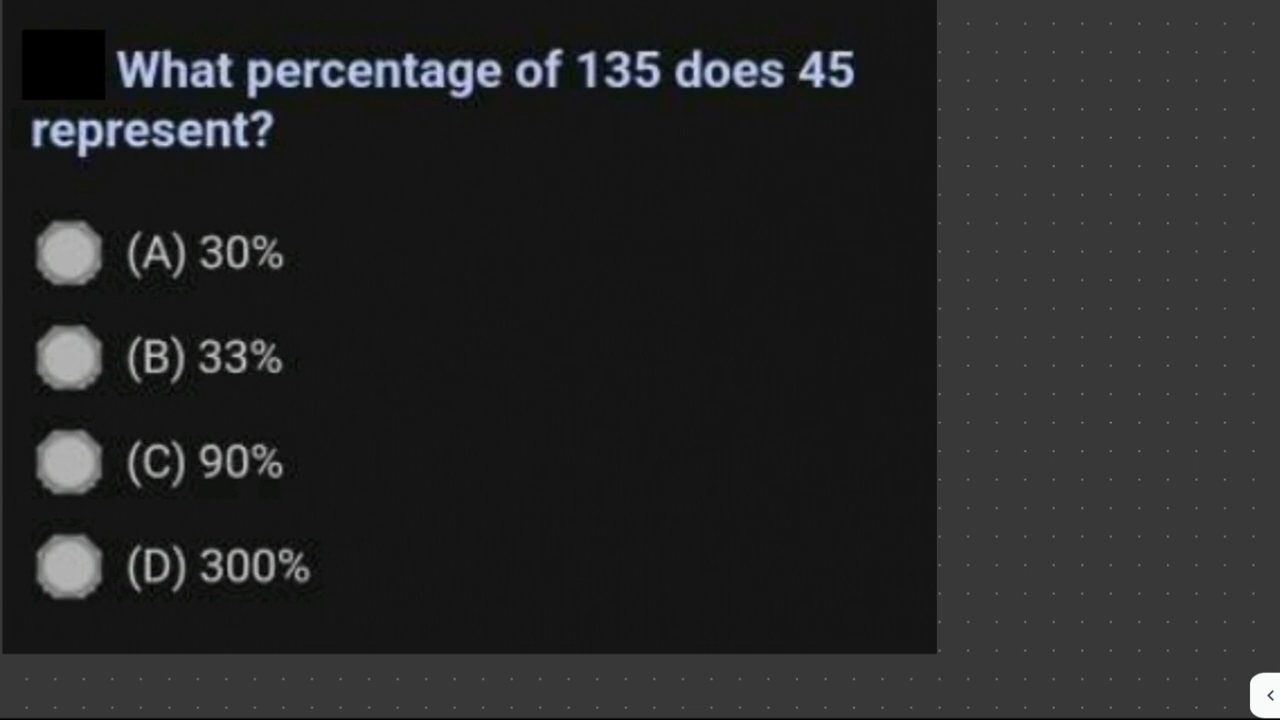 What percentage of 135 does 45
represent?
(A) 30%
(B) 33%
(C) 90%
(D) 300%